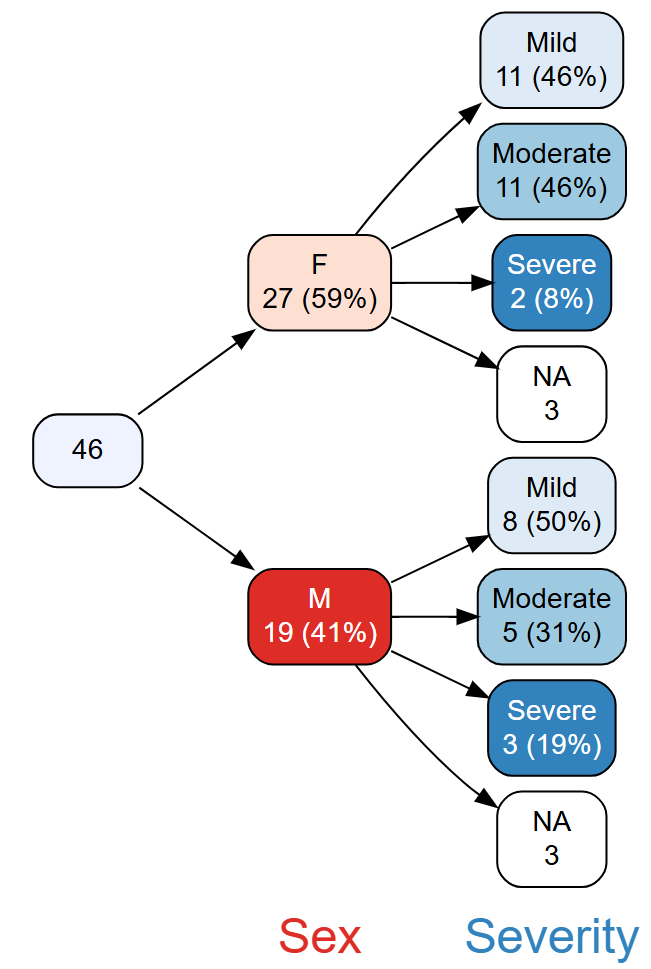 Mild
11 (46%)
Moderate
11 (46%)
F
27 (59%)
Severe
2 (8%)
NA
3
46
Mild
8 (50%)
M
19 (41%)
Moderate
5 (31%)
Severe
3 (19%)
NA
3
Sex
Severity